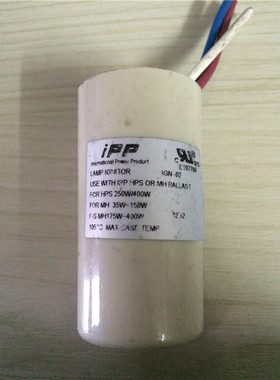 iPP
International Power Product
LAMP IGNITOR IGN-02
USE WITH IPP HPS OR MH BALLAST
FOR HPS 250W/400W
FOR MH 35W~150W
MH175W~400W
105°C MAX CASE TEMP